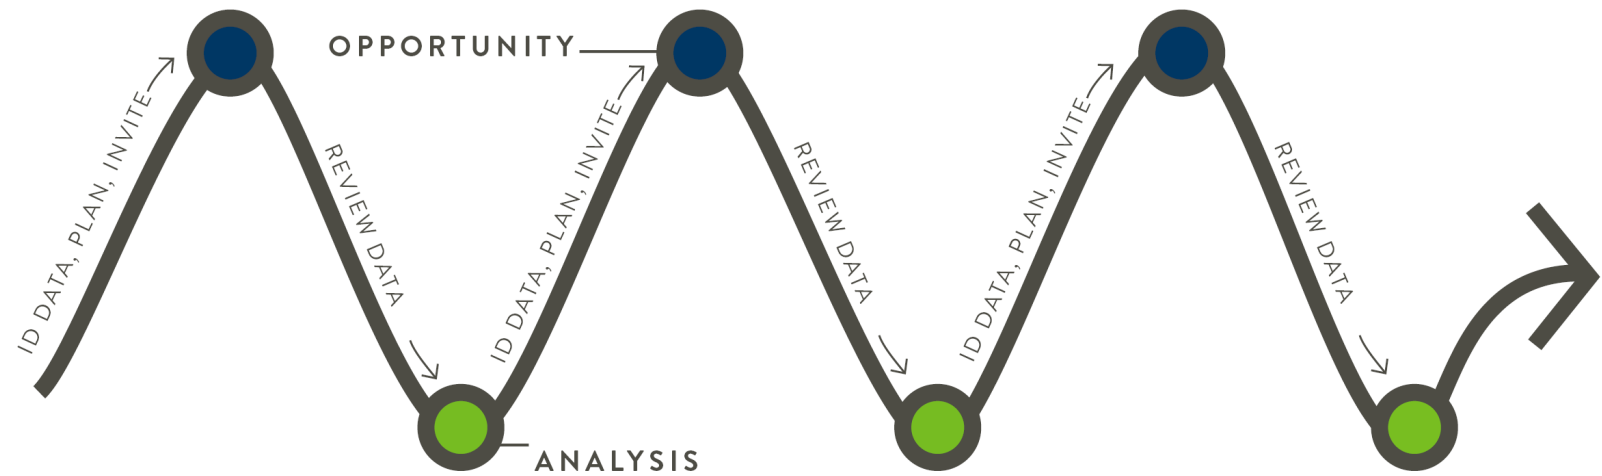 ID DATA, PLAN, INVITE
OPPORTUNITY
REVIEW DATA
ID DATA, PLAN, INVITE
REVIEW DATA
ID DATA, PLAN, INVITE
REVIEW DATA
ANALYSIS